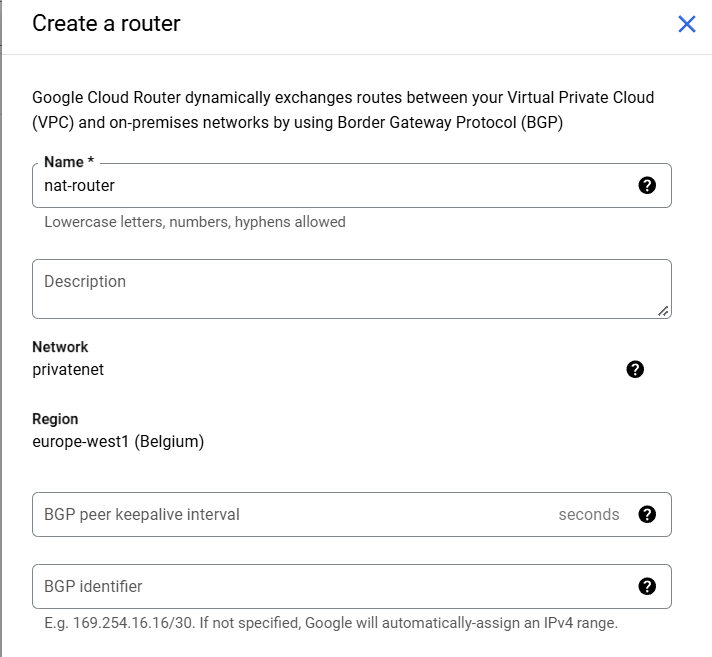 Create a router
Google Cloud Router dynamically exchanges routes between your Virtual Private Cloud
(VPC) and on-premises networks by using Border Gateway Protocol (BGP)
Name *
nat-router
Lowercase letters, numbers, hyphens allowed
Description
Network
privatenet
Region
europe-west1 (Belgium)
BGP peer keepalive interval seconds
BGP identifier
E.g. 169.254.16.16/30. If not specified, Google will automatically-assign an IPv4 range.